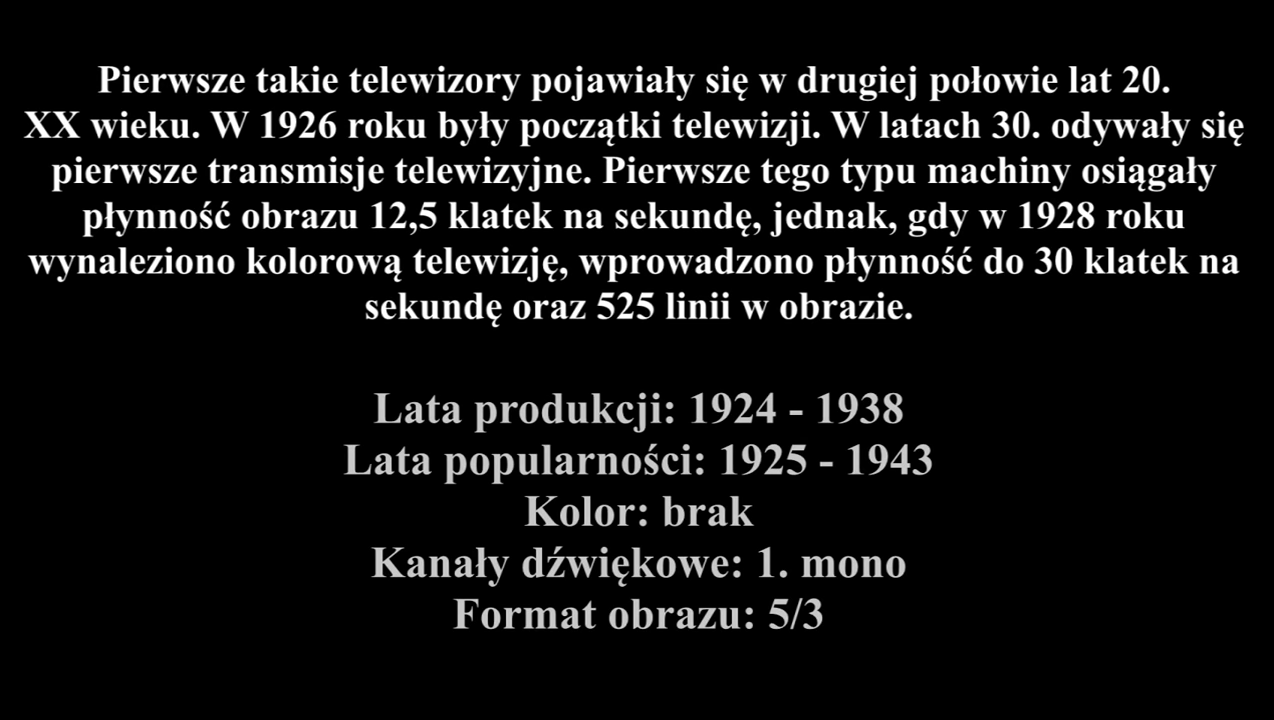 Pierwsze takie telewizory pojawiały się w drugiej połowie lat 20.
XX wieku. W 1926 roku były początki telewizji. W latach 30. odywały się
pierwsze transmisje telewizyjne. Pierwsze tego typu machiny osiągały
płynność obrazu 12,5 klatek na sekundę, jednak, gdy w 1928 roku
wynaleziono kolorową telewizję, wprowadzono płynność do 30 klatek na
sekundę oraz 525 linii w obrazie.
Lata produkcji: 1924 - 1938
Lata popularności: 1925 - 1943
Kolor: brak
Kanały dźwiękowe: 1. mono
Format obrazu: 5/3